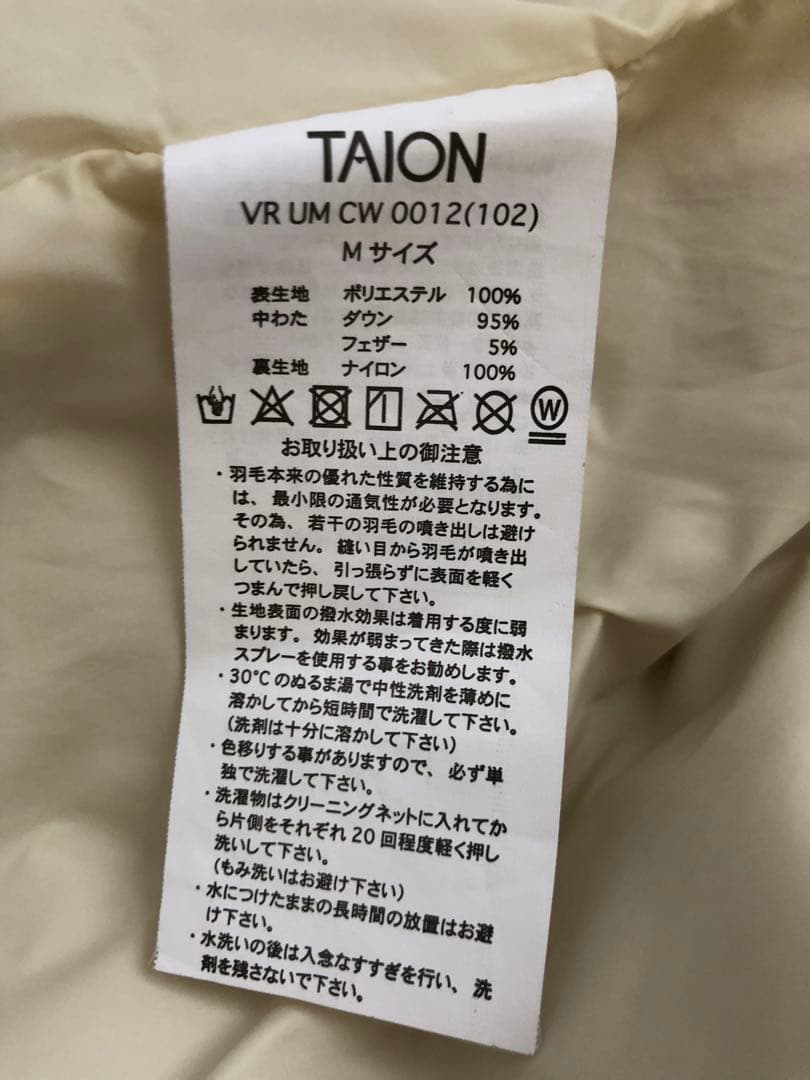 TAION
VR UM CW 0012(102)
M サイズ
表生地 ポリエステル 100%
中わた ダウン 95%
フェザー 5%
裏生地 ナイロン 100%
W
お取り扱い上の御注意
・羽毛本来の優れた性質を維持する為に
は、最小限の通気性が必要となります。
その為、若干の羽毛の噴き出しは避け
られません。縫い目から羽毛が噴き出
していたら、引っ張らずに表面を軽く
つまんで押し戻して下さい。
・生地表面の撥水効果は着用する度に弱
まります。効果が弱まってきた際は撥水
スプレーを使用する事をお勧めします。
・30℃のぬるま湯で中性洗剤を薄めに
溶かしてから短時間で洗濯して下さい。
(洗剤は十分に溶かして下さい)
・色移りする事がありますので、必ず単
独で洗濯して下さい。
・洗濯物はクリーニングネットに入れてか
ら片側をそれぞれ20回程度軽く押し
洗いして下さい。
(もみ洗いはお避け下さい)
・水につけたままの長時間の放置はお避
け下さい。
・水洗いの後は入念なすすぎを行い、洗
剤を残さないで下さい。